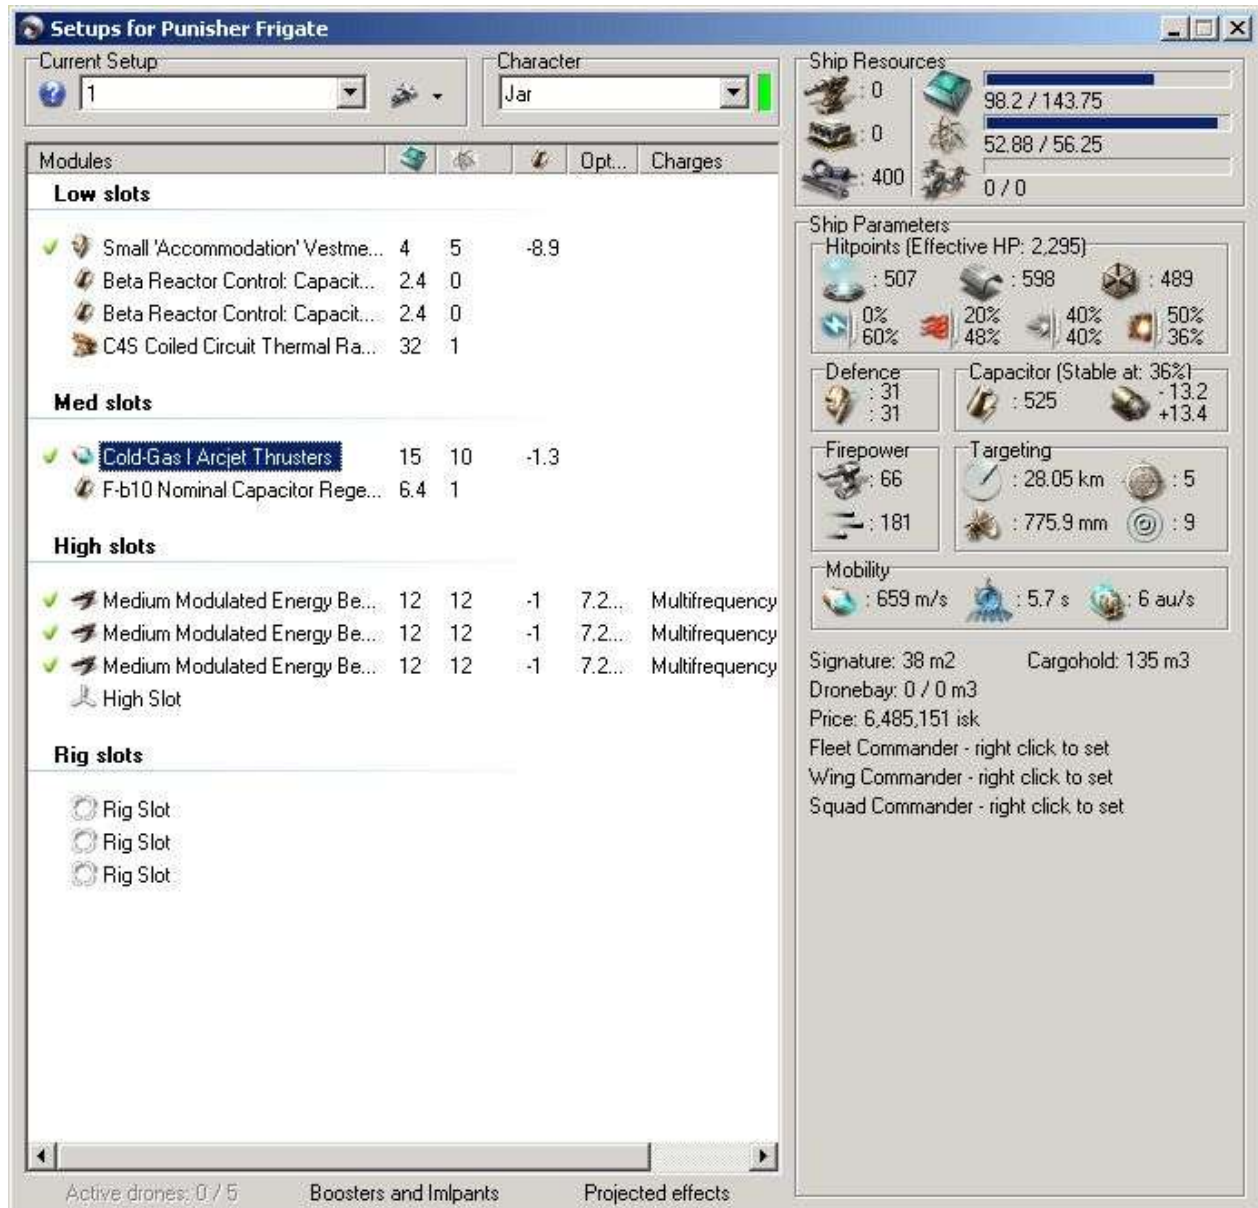 Setups for Punisher Frigate
Current Setup
1
Character
Jar
Modules Opt... Charges
Low slots
Small 'Accommodation' Vestme... 4 5 -8.9
Beta Reactor Control: Capacit... 2.4 0
Beta Reactor Control: Capacit... 2.4 0
C4S Coiled Circuit Thermal Ra... 32 1
Med slots
Cold-Gas I Arcjet Thrusters 15 10 -1.3
F-b10 Nominal Capacitor Rege... 6.4 1
High slots
Medium Modulated Energy Be... 12 12 -1 7.2... Multifrequency
Medium Modulated Energy Be... 12 12 -1 7.2... Multifrequency
Medium Modulated Energy Be... 12 12 -1 7.2... Multifrequency
High Slot
Rig slots
Rig Slot
Rig Slot
Rig Slot
Active drones: 0 / 5 Boosters and Imlpants Projected effects
Ship Resources
: 0 98.2 / 143.75
: 0 52.88 / 56.25
: 400 0 / 0
Ship Parameters
Hitpoints (Effective HP: 2,295)
: 507 : 598 : 489
0% 20% 40% 50%
60% 48% 40% 36%
Defence
: 31
: 31
Capacitor (Stable at: 36%)
: 525 - 13.2
+13.4
Firepower
: 66
: 181
Targeting
: 28.05 km : 5
: 775.9 mm : 9
Mobility
: 659 m/s : 5.7 s : 6 au/s
Signature: 38 m2 Cargohold: 135 m3
Dronebay: 0 / 0 m3
Price: 6,485,151 isk
Fleet Commander - right click to set
Wing Commander - right click to set
Squad Commander - right click to set